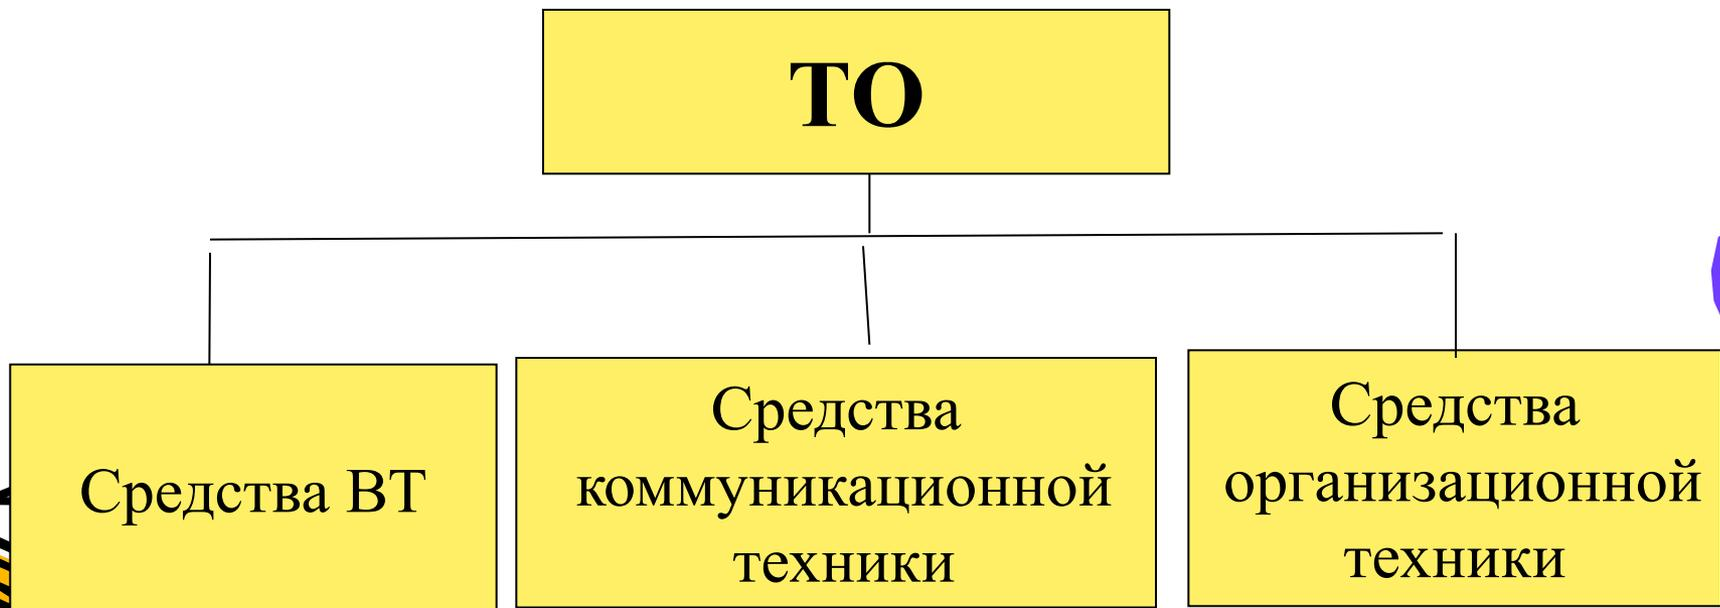 ТО
Средства ВТ
Средства
коммуникационной
техники
Средства
организационной
техники